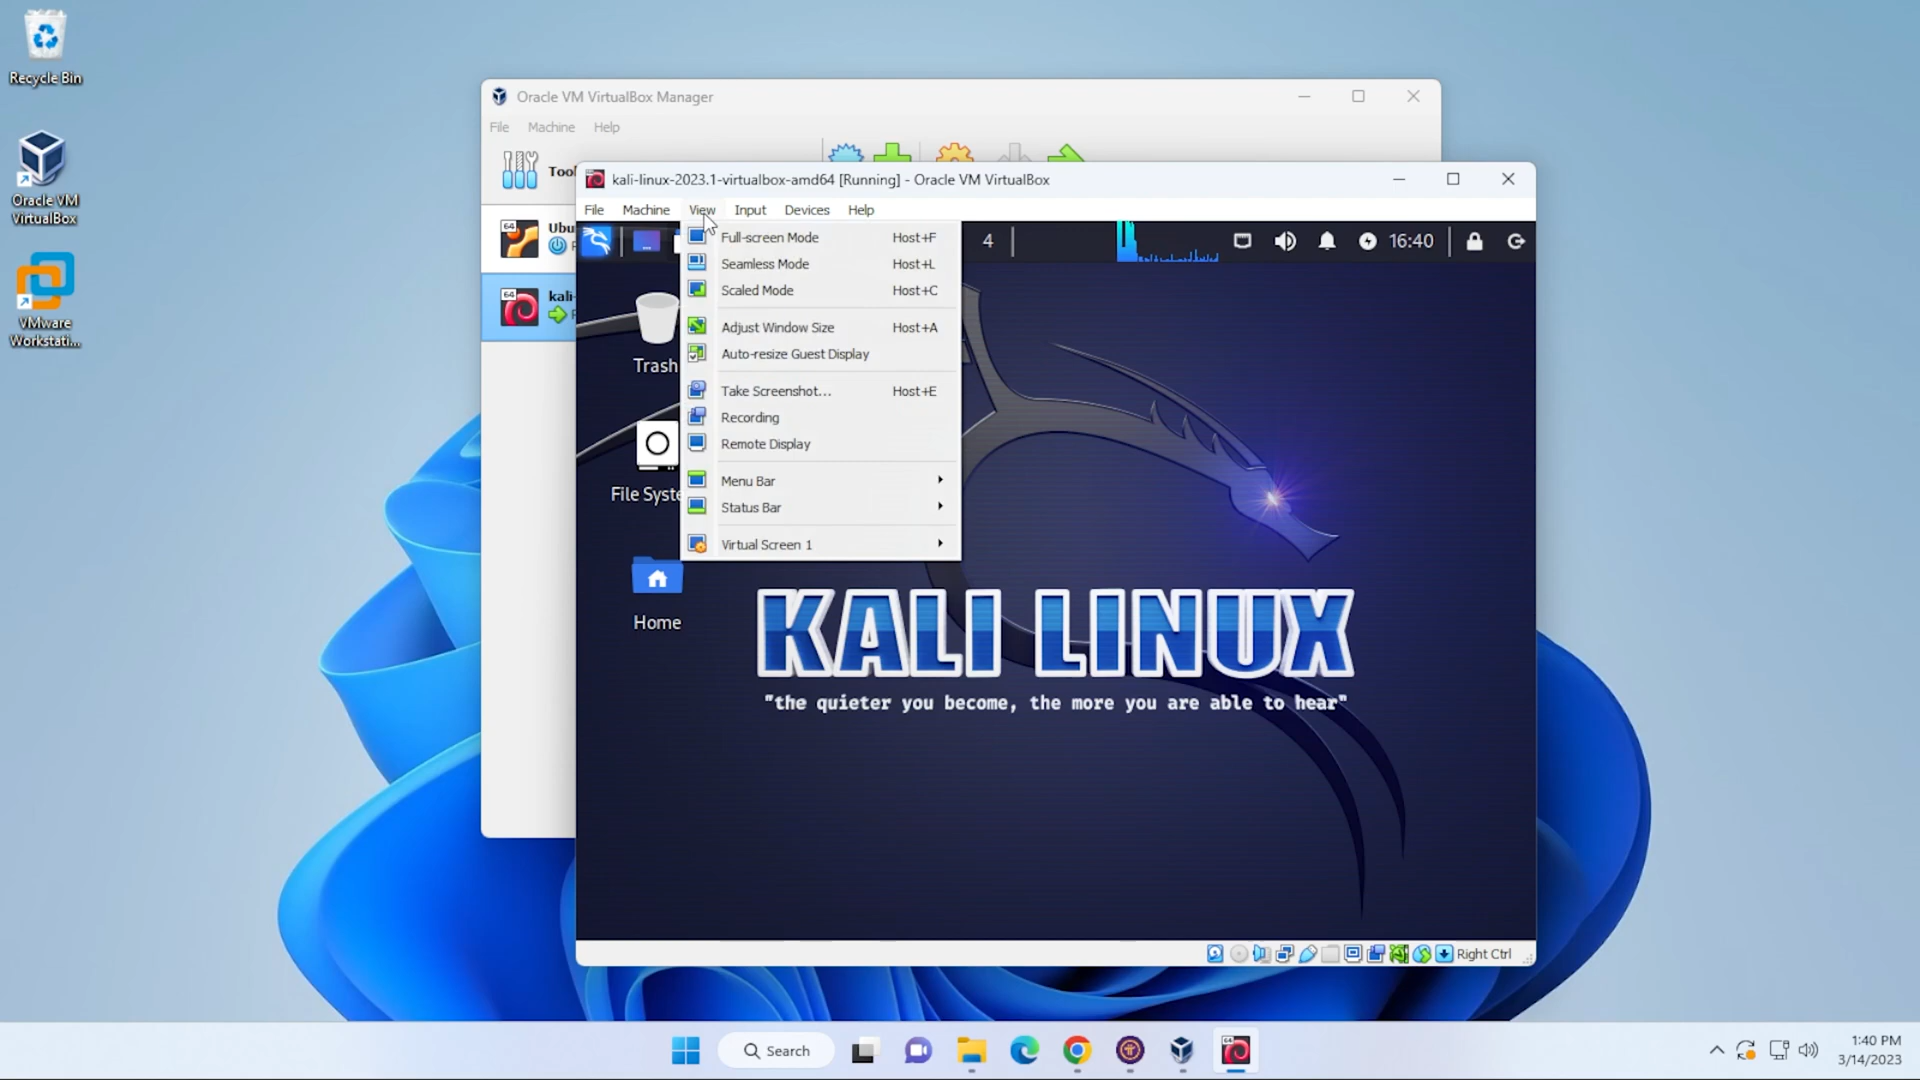 Recycle Bin
Oracle VM
VirtualBox
VMware
Workstati...
Oracle VM VirtualBox Manager
File Machine Help
Tool
Ubu
kali-
kali-linux-2023.1-virtualbox-amd64 [Running] - Oracle VM VirtualBox
File Machine View Input Devices Help
4 16:40
Full-screen Mode Host+F
Seamless Mode Host+L
Scaled Mode Host+C
Adjust Window Size Host+A
Auto-resize Guest Display
Take Screenshot... Host+E
Recording
Remote Display
Menu Bar
Status Bar
Virtual Screen 1
Trash
File Syste
Home
KALI LINUX
"the quieter you become, the more you are able to hear"
Right Ctrl
Search
1:40 PM
3/14/2023